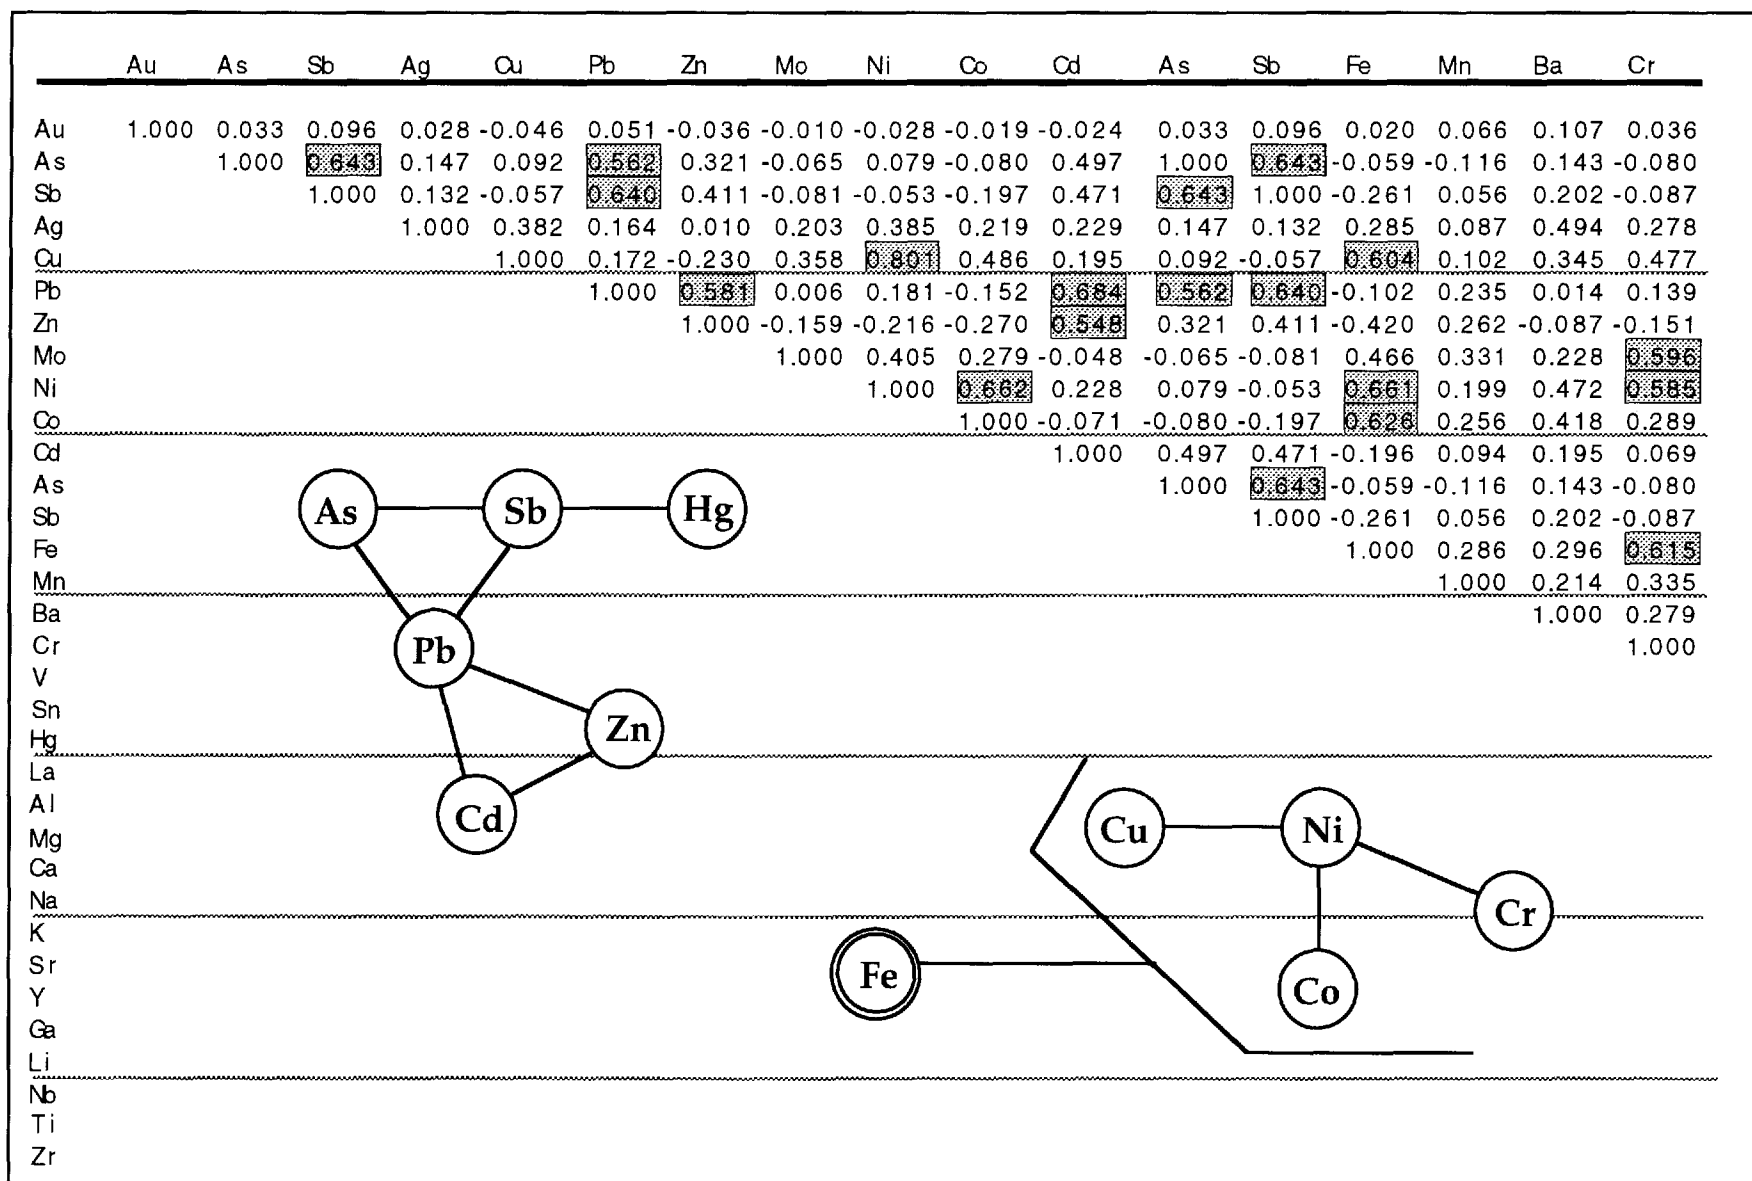 Au As Sb Ag Cu Pb Zn Mo Ni Co Cd As Sb Fe Mn Ba Cr
Au 1.000 0.033 0.096 0.028 -0.046 0.051 -0.036 -0.010 -0.028 -0.019 -0.024 0.033 0.096 0.020 0.066 0.107 0.036
As 1.000 0.643 0.147 0.092 0.562 0.321 -0.065 0.079 -0.080 0.497 1.000 0.643 -0.059 -0.116 0.143 -0.080
Sb 1.000 0.132 -0.057 0.640 0.411 -0.081 -0.053 -0.197 0.471 0.643 1.000 -0.261 0.056 0.202 -0.087
Ag 1.000 0.382 0.164 0.010 0.203 0.385 0.219 0.229 0.147 0.132 0.285 0.087 0.494 0.278
Cu 1.000 0.172 -0.230 0.358 0.801 0.486 0.195 0.092 -0.057 0.604 0.102 0.345 0.477
Pb 1.000 0.581 0.006 0.181 -0.152 0.684 0.562 0.640 -0.102 0.235 0.014 0.139
Zn 1.000 -0.159 -0.216 -0.270 0.548 0.321 0.411 -0.420 0.262 -0.087 -0.151
Mo 1.000 0.405 0.279 -0.048 -0.065 -0.081 0.466 0.331 0.228 0.596
Ni 1.000 0.662 0.228 0.079 -0.053 0.661 0.199 0.472 0.585
Co 1.000 -0.071 -0.080 -0.197 0.626 0.256 0.418 0.289
Cd 1.000 0.497 0.471 -0.196 0.094 0.195 0.069
As 1.000 0.643 -0.059 -0.116 0.143 -0.080
Sb 1.000 -0.261 0.056 0.202 -0.087
Fe 1.000 0.286 0.296 0.615
Mn 1.000 0.214 0.335
Ba 1.000 0.279
Cr 1.000
V
Sn
Hg
La
Al
Mg
Ca
Na
K
Sr
Y
Ga
Li
Nb
Ti
Zr
As Sb Hg
Pb
Zn
Cd
Cu Ni
Cr
Fe Co